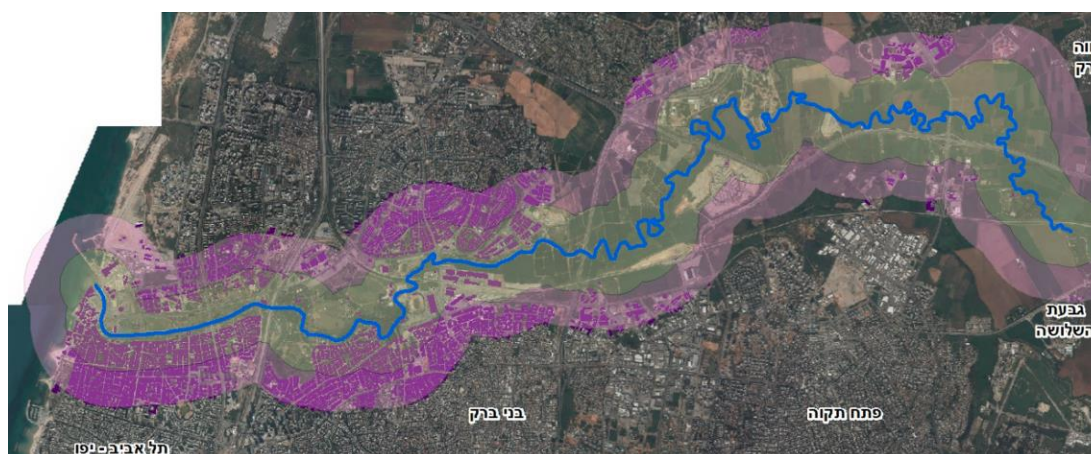 גבעת
השלושה
פתח תקוה
בני ברק
תל אביב - יפו